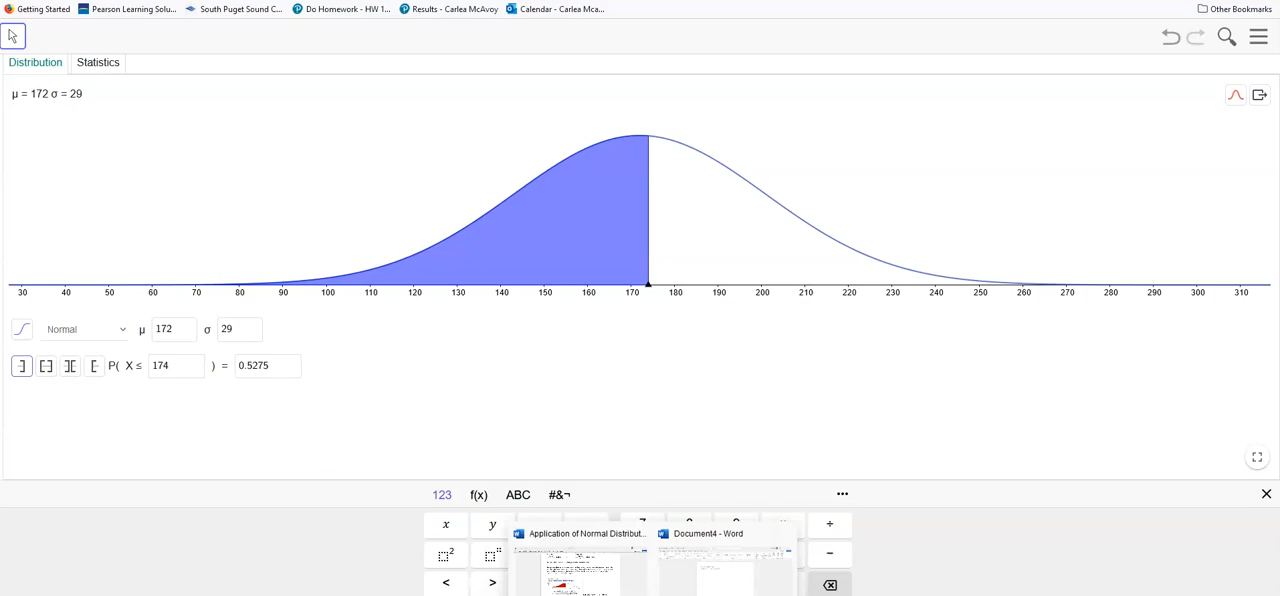 Getting Started Pearson Learning Solu... South Puget Sound C... Do Homework - HW 1... Results - Carlea McAvoy Calendar - Carlea Mca... Other Bookmarks
Distribution Statistics
μ = 172 σ = 29
30 40 50 60 70 80 90 100 110 120 130 140 150 160 170 180 190 200 210 220 230 240 250 260 270 280 290 300 310
Normal μ 172 σ 29
P( X ≤ 174 ) = 0.5275
123 f(x) ABC #&¬ •••
x y ÷
Application of Normal Distribut... Document4 - Word
−
< >